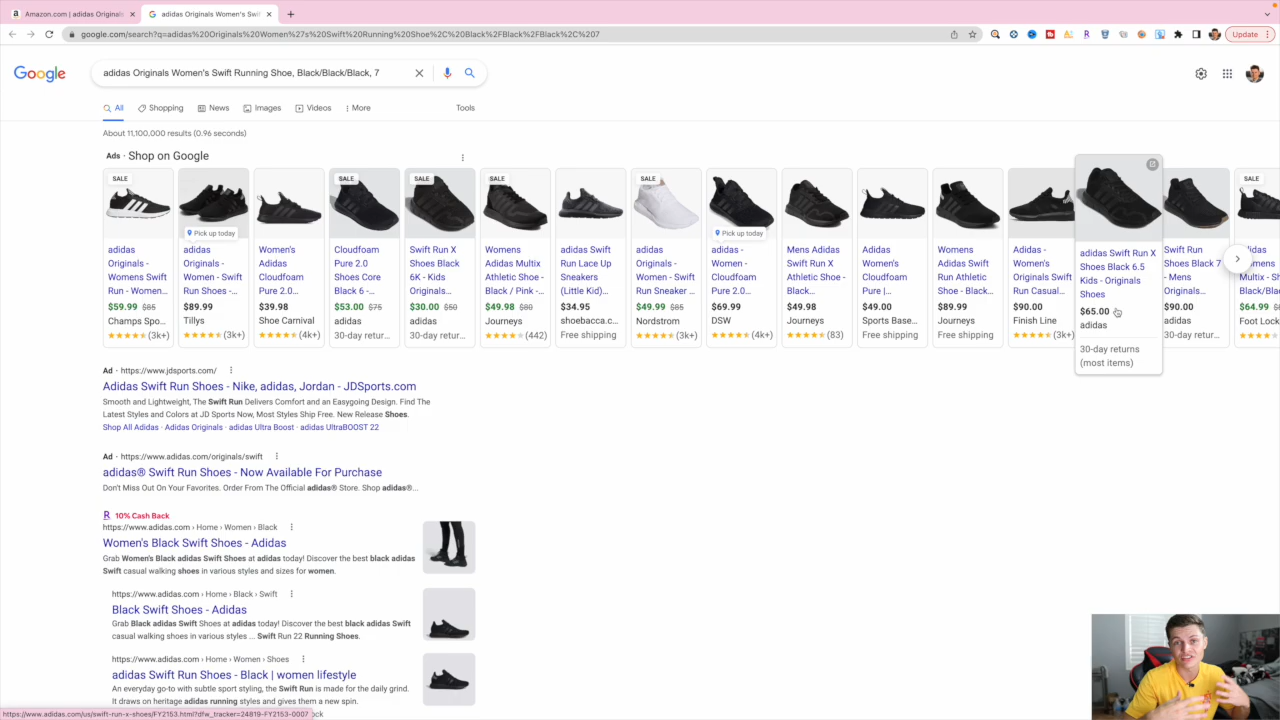 Amazon.com | adidas Originals
adidas Originals Women's Swif
google.com/search?q=adidas%20Originals%20Women%27s%20Swift%20Running%20Shoe%2C%20Black%2FBlack%2FBlack%2C%207
Update
Google
adidas Originals Women's Swift Running Shoe, Black/Black/Black, 7
All
Shopping
News
Images
Videos
More
Tools
About 11,100,000 results (0.96 seconds)
Ads · Shop on Google
SALE
adidas
Originals -
Womens Swift
Run - Women...
$59.99 $85
Champs Spo...
(3k+)
Pick up today
adidas
Originals -
Women - Swift
Run Shoes -...
$89.99
Tillys
(3k+)
Women's
Adidas
Cloudfoam
Pure 2.0...
$39.98
Shoe Carnival
(4k+)
SALE
Cloudfoam
Pure 2.0
Shoes Core
Black 6 -...
$53.00 $75
adidas
30-day retur...
SALE
Swift Run X
Shoes Black
6K - Kids
Originals...
$30.00 $50
adidas
30-day retur...
SALE
Womens
Adidas Multix
Athletic Shoe -
Black / Pink -...
$49.98 $80
Journeys
(442)
adidas Swift
Run Lace Up
Sneakers
(Little Kid)...
$34.95
shoebacca.c...
Free shipping
SALE
adidas
Originals -
Women - Swift
Run Sneaker ...
$49.99 $85
Nordstrom
(3k+)
Pick up today
adidas -
Women -
Cloudfoam
Pure 2.0...
$69.99
DSW
(4k+)
Mens Adidas
Swift Run X
Athletic Shoe -
Black...
$49.98
Journeys
(83)
Adidas
Women's
Cloudfoam
Pure |...
$49.00
Sports Base...
Free shipping
Womens
Adidas Swift
Run Athletic
Shoe - Black...
$89.99
Journeys
Free shipping
Adidas -
Originals -
Women's
Originals Swift
Run Casual...
$90.00
Finish Line
(3k+)
adidas Swift Run X
Shoes Black 6.5
Kids - Originals
Shoes
$65.00
adidas
30-day returns
(most items)
Swift Run
Shoes Black 7
- Mens
Originals
$90.00
adidas
30-day retur...
SALE
Adidas
Multix - Sh
Black/Blac
$64.99
Foot Lock
Ad · https://www.jdsports.com/
Adidas Swift Run Shoes - Nike, adidas, Jordan - JDSports.com
Smooth and Lightweight, The Swift Run Delivers Comfort and an Easygoing Design. Find The
Latest Styles and Colors at JD Sports Now, Most Styles Ship Free. New Release Shoes.
Shop All Adidas · Adidas Originals · adidas Ultra Boost · adidas UltraBOOST 22
Ad · https://www.adidas.com/originals/swift
adidas® Swift Run Shoes - Now Available For Purchase
Don't Miss Out On Your Favorites. Order From The Official adidas® Store. Shop adidas®...
R 10% Cash Back
https://www.adidas.com › Home › Women › Black
Women's Black Swift Shoes - Adidas
Grab Women's Black adidas Swift Shoes at adidas today! Discover the best black adidas
Swift casual walking shoes in various styles and sizes for women.
https://www.adidas.com › Home › Black › Swift
Black Swift Shoes - Adidas
Grab Black adidas Swift Shoes at adidas today! Discover the best black adidas Swift
casual walking shoes in various styles ... Swift Run 22 Running Shoes.
https://www.adidas.com › Home › Women › Shoes
adidas Swift Run Shoes - Black | women lifestyle
An everyday go-to with subtle sport styling, the Swift Run is made for the daily grind.
It draws on heritage adidas running styles and gives them a new spin.
https://www.adidas.com/us/swift-run-x-shoes/FY2153.html?dfw_tracker=24819-FY2153-0007
ock